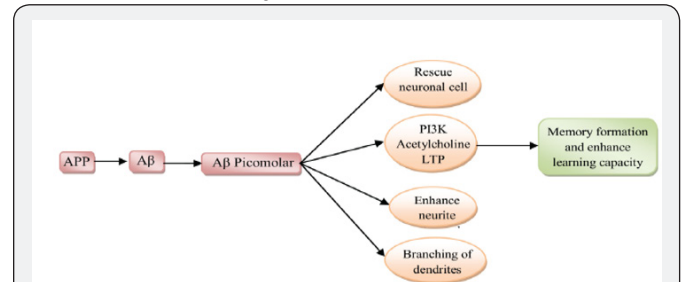 Rescue
neuronal cell
PI3K
Acetylcholine
LTP
Memory formation
and enhance
learning capacity
APP
Aβ
Aβ Picomolar
Enhance
neurite
Branching of
dendrites